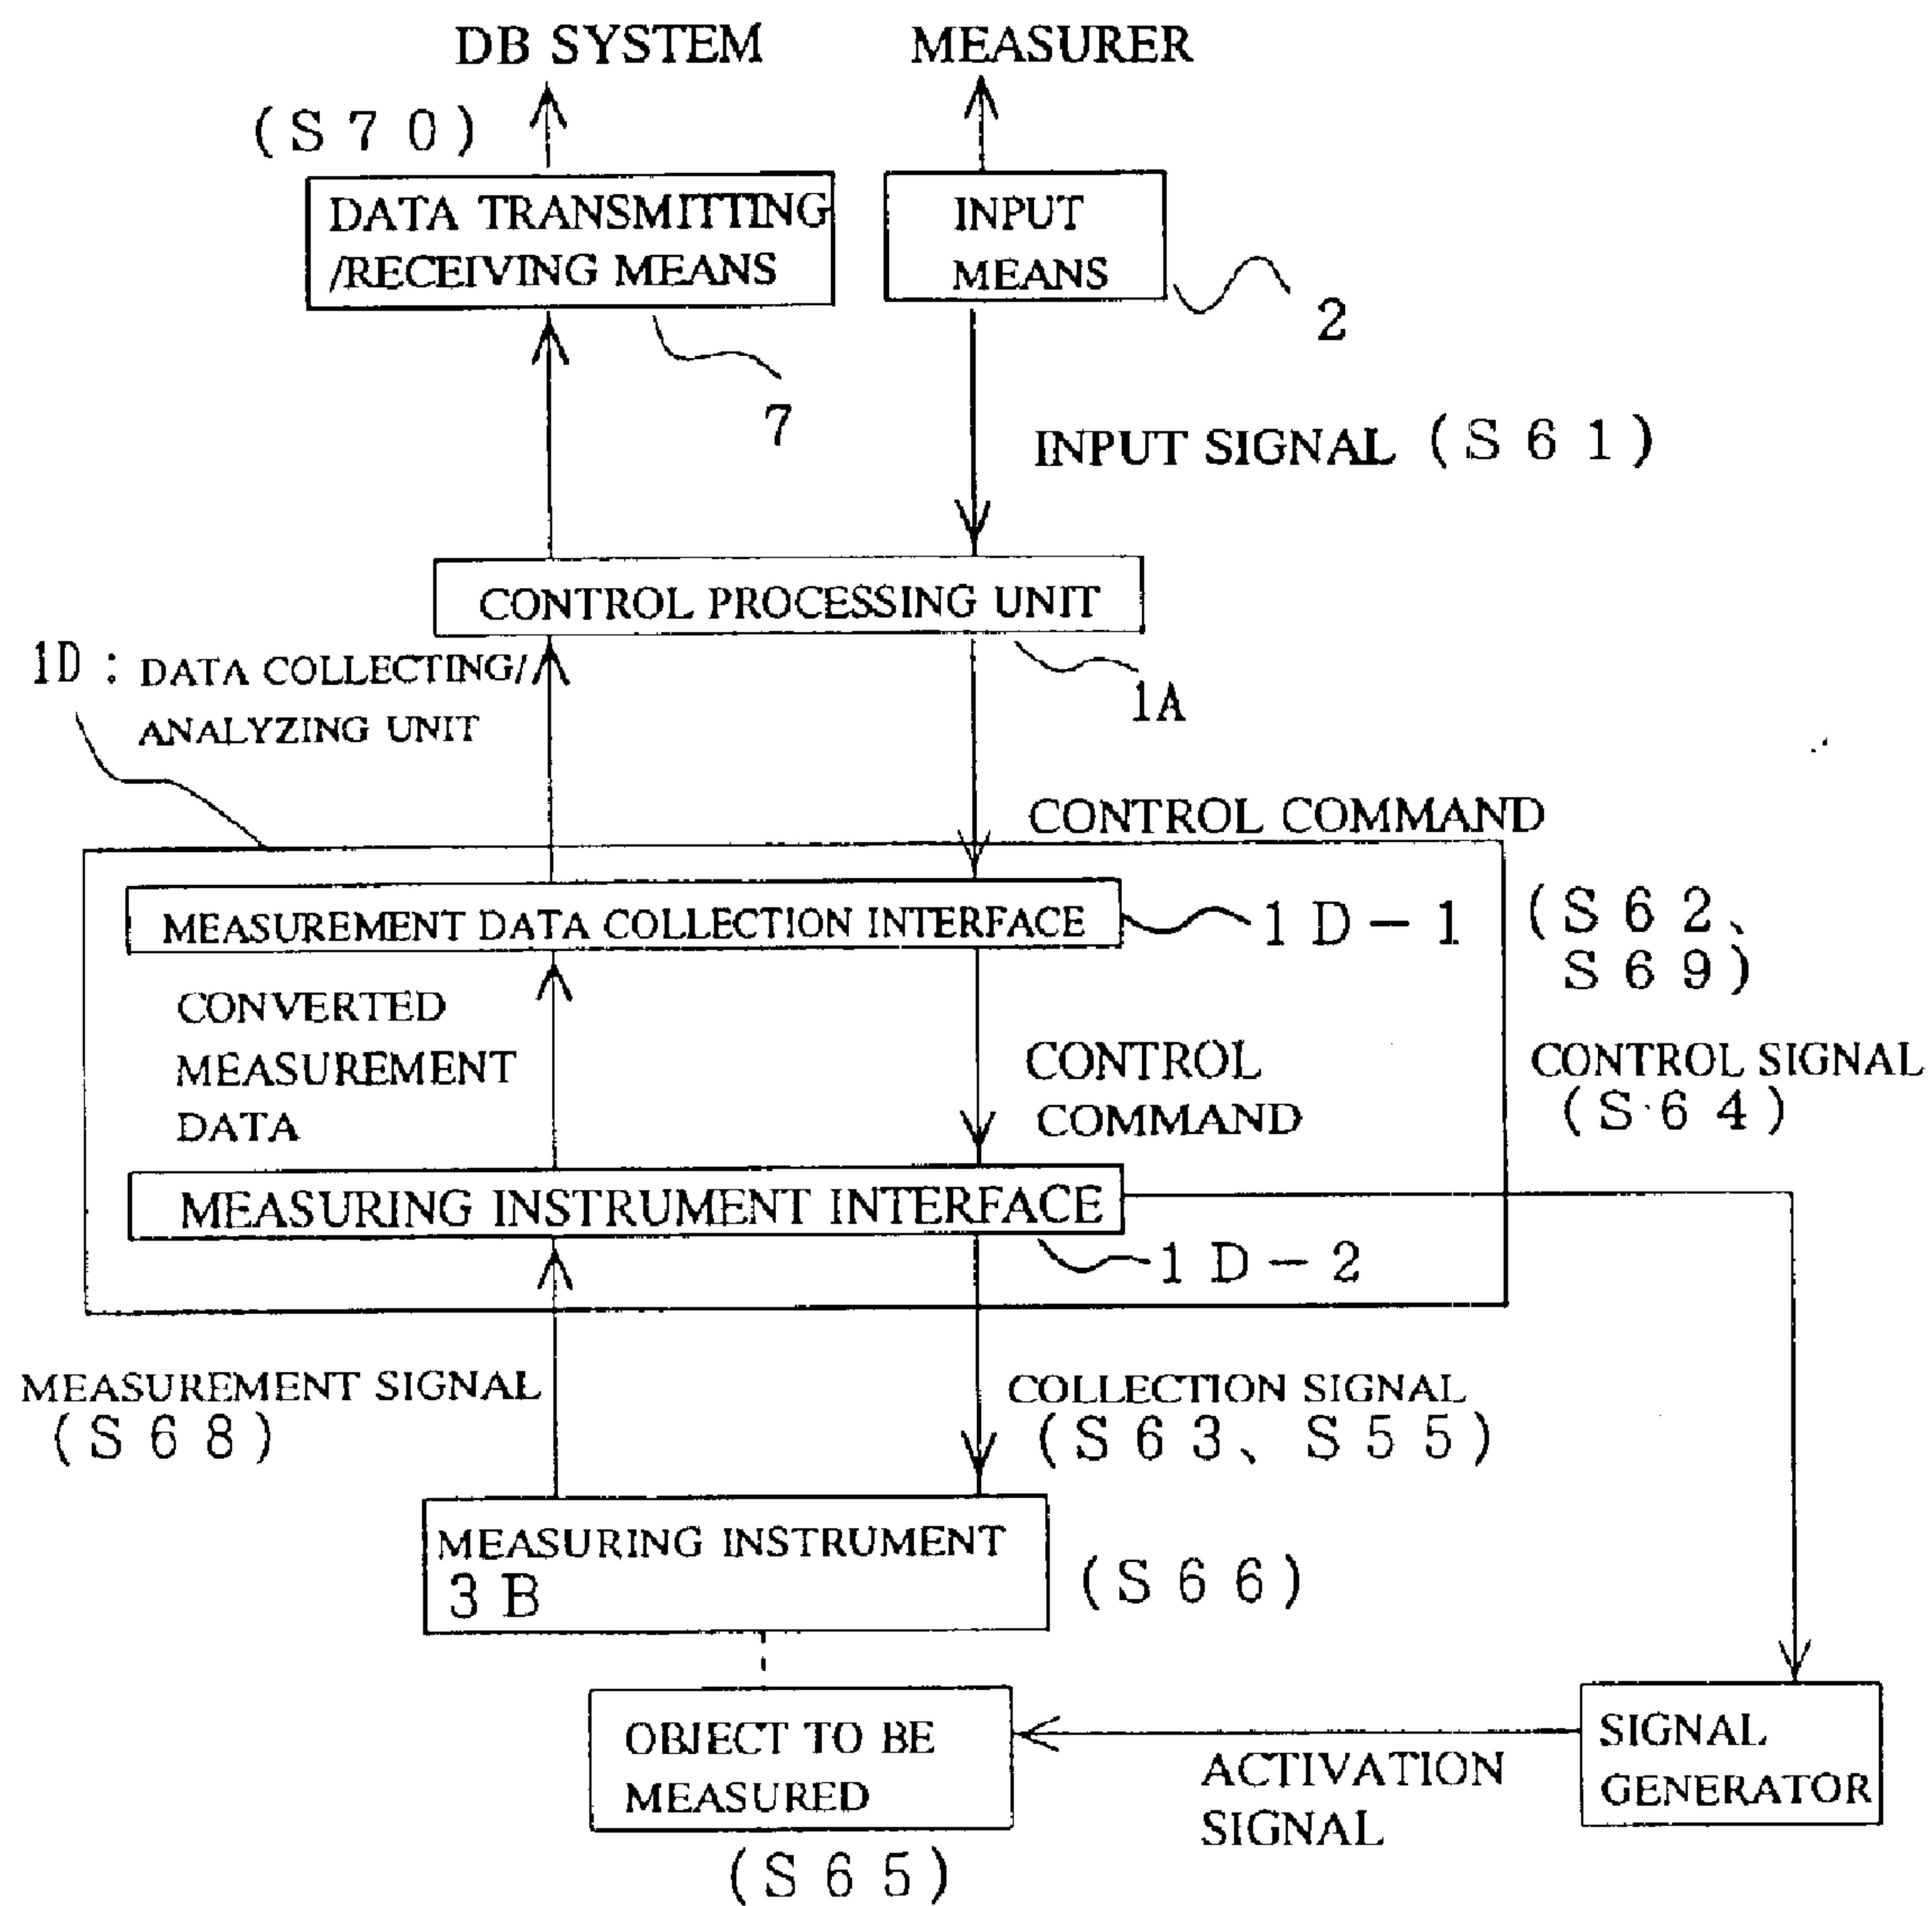 DB SYSTEM
MEASURER
(S70)
DATA TRANSMITTING
/RECEIVING MEANS
INPUT
MEANS
2
7
INPUT SIGNAL (S61)
CONTROL PROCESSING UNIT
1D : DATA COLLECTING/
ANALYZING UNIT
1A
CONTROL COMMAND
MEASUREMENT DATA COLLECTION INTERFACE
1D-1
(S62、
S69)
CONVERTED
MEASUREMENT
DATA
CONTROL
COMMAND
CONTROL SIGNAL
(S64)
MEASURING INSTRUMENT INTERFACE
1D-2
MEASUREMENT SIGNAL
(S68)
COLLECTION SIGNAL
(S63、S55)
MEASURING INSTRUMENT
3B
(S66)
OBJECT TO BE
MEASURED
(S65)
ACTIVATION
SIGNAL
SIGNAL
GENERATOR